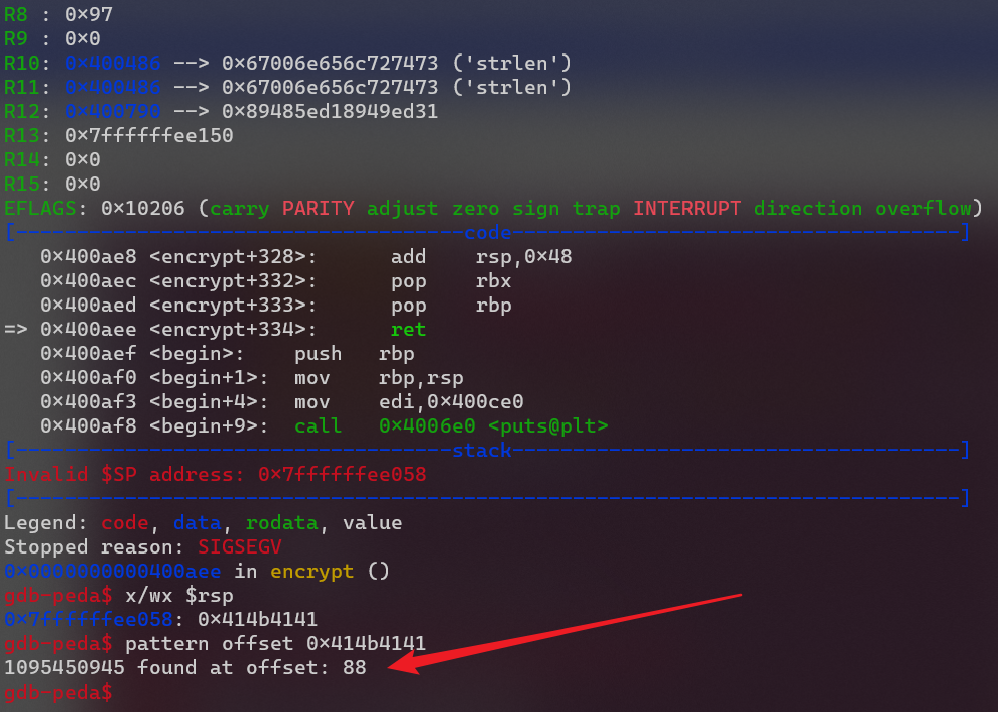 R8 : 0x97
R9 : 0x0
R10: 0x400486 --> 0x67006e656c727473 ('strlen')
R11: 0x400486 --> 0x67006e656c727473 ('strlen')
R12: 0x400790 --> 0x89485ed18949ed31
R13: 0x7ffffffee150
R14: 0x0
R15: 0x0
EFLAGS: 0x10206 (carry PARITY adjust zero sign trap INTERRUPT direction overflow)
[-------------------------------------code-------------------------------------]
   0x400ae8 <encrypt+328>:      add    rsp,0x48
   0x400aec <encrypt+332>:      pop    rbx
   0x400aed <encrypt+333>:      pop    rbp
=> 0x400aee <encrypt+334>:      ret
   0x400aef <begin>:    push   rbp
   0x400af0 <begin+1>:  mov    rbp,rsp
   0x400af3 <begin+4>:  mov    edi,0x400ce0
   0x400af8 <begin+9>:  call   0x4006e0 <puts@plt>
[------------------------------------stack-------------------------------------]
Invalid $SP address: 0x7ffffffee058
[------------------------------------------------------------------------------]
Legend: code, data, rodata, value
Stopped reason: SIGSEGV
0x0000000000400aee in encrypt ()
gdb-peda$ x/wx $rsp
0x7ffffffee058: 0x414b4141
gdb-peda$ pattern offset 0x414b4141
1095450945 found at offset: 88
gdb-peda$